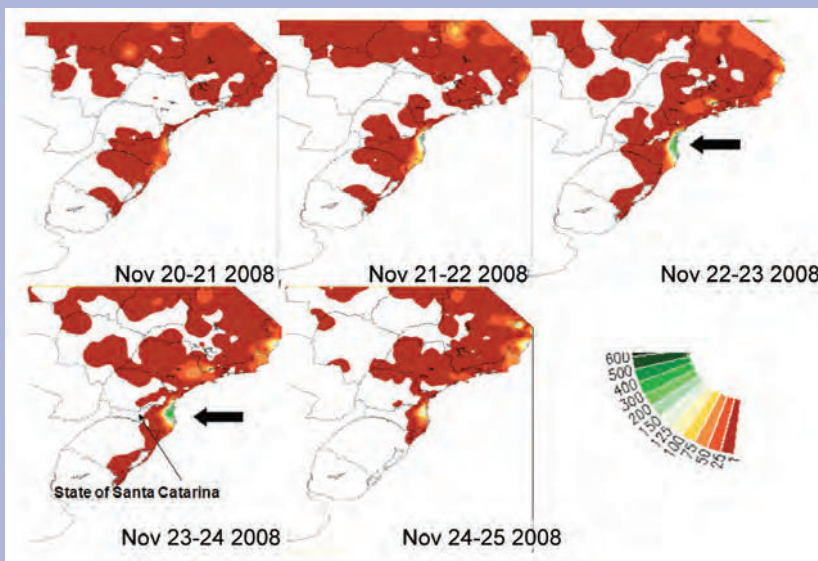 Nov 20-21 2008
Nov 21-22 2008
Nov 22-23 2008
State of Santa Catarina
Nov 23-24 2008
Nov 24-25 2008
600
500
400
300
200
150
125
100
75
50
25
1